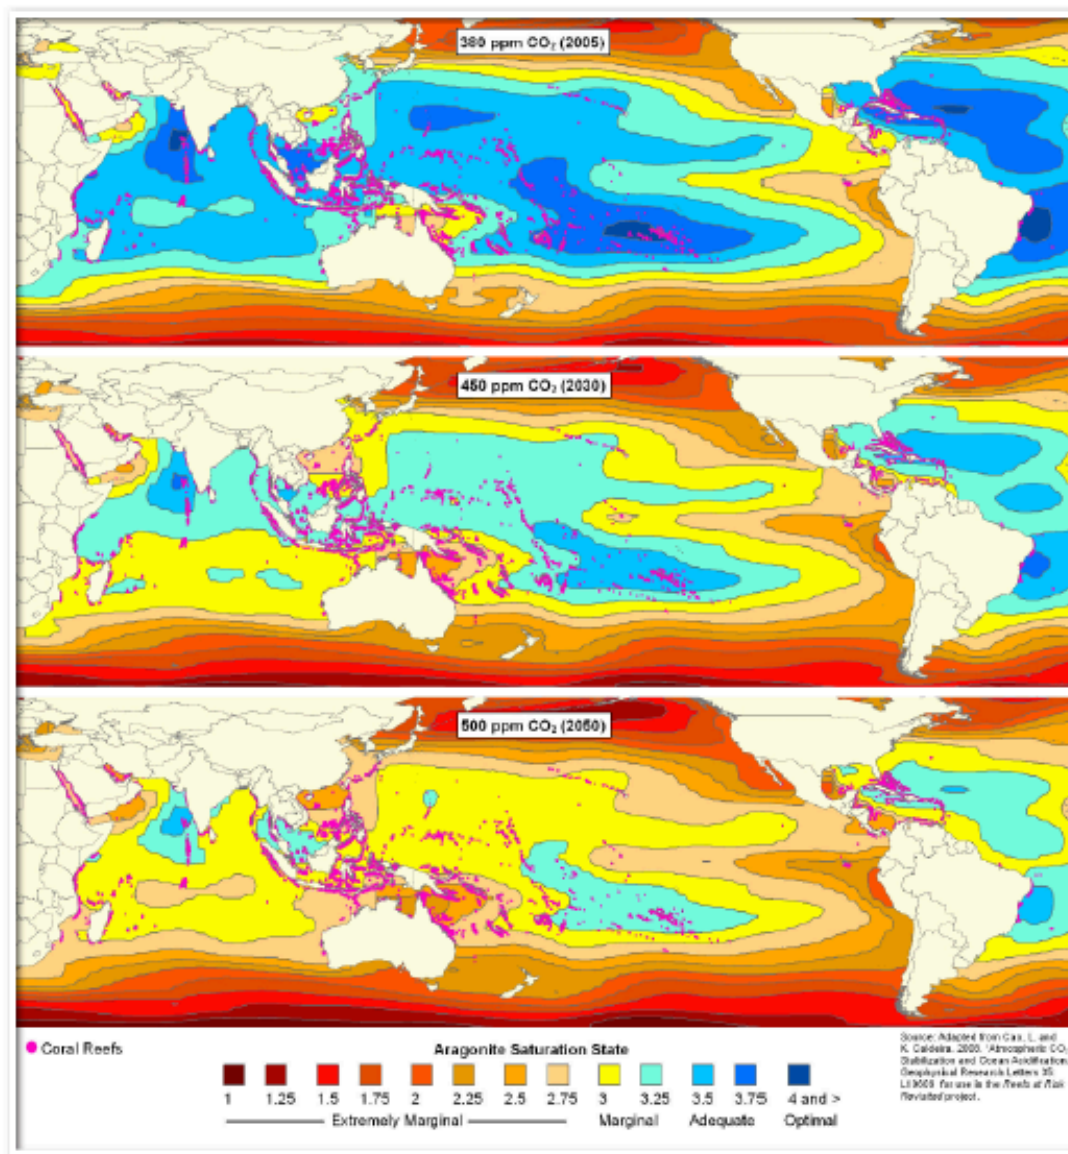 380 ppm CO₂ (2005)
450 ppm CO₂ (2030)
500 ppm CO₂ (2050)
Coral Reefs
Aragonite Saturation State
1 1.25 1.5 1.75 2 2.25 2.5 2.75 3 3.25 3.5 3.75 4 and >
Extremely Marginal Marginal Adequate Optimal
Source: Adapted from Cao, L. and
K. Caldeira, 2008. "Atmospheric CO₂
Stabilization and Ocean Acidification
Geophysical Research Letters 35
for use in the Reefs at Risk
Revisited project.